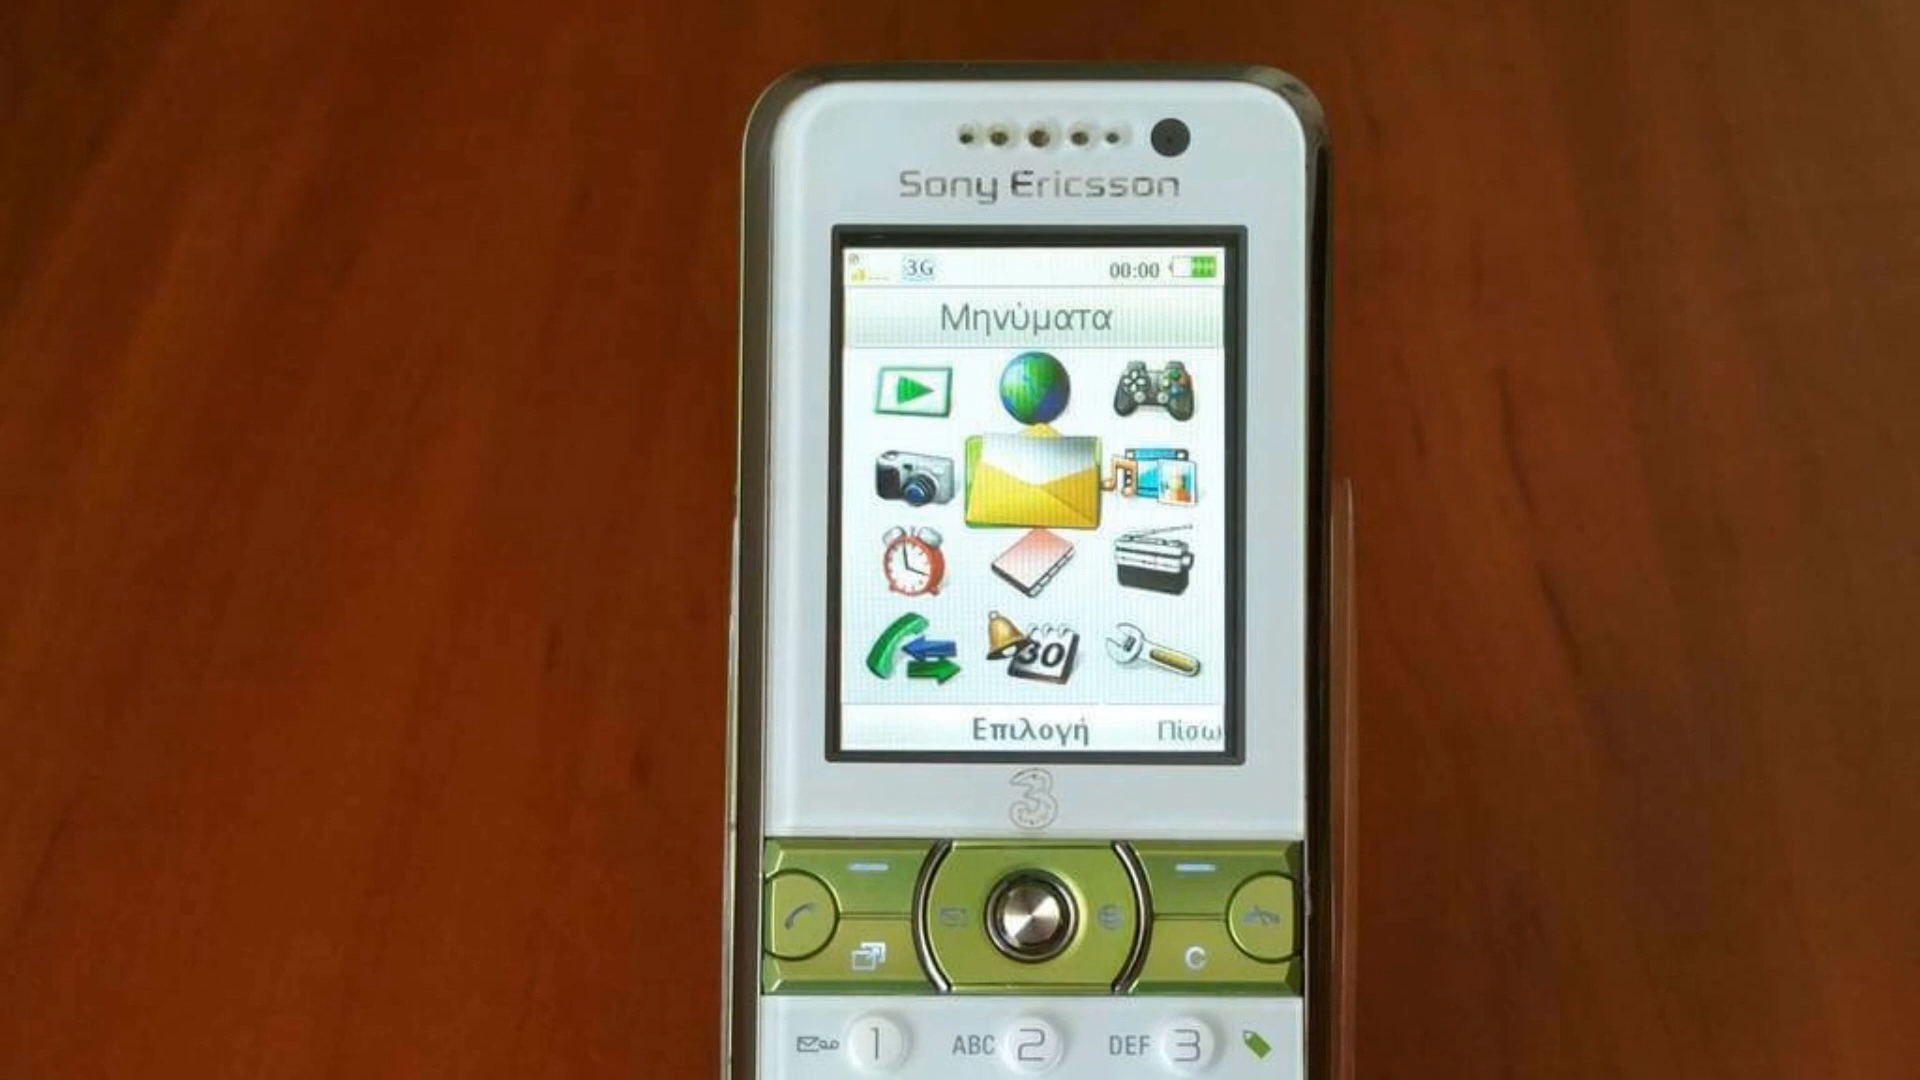 Sony Ericsson
3G 00:00
Μηνύματα
30
Επιλογή Πίσω
3
C
1 ABC 2 DEF 3